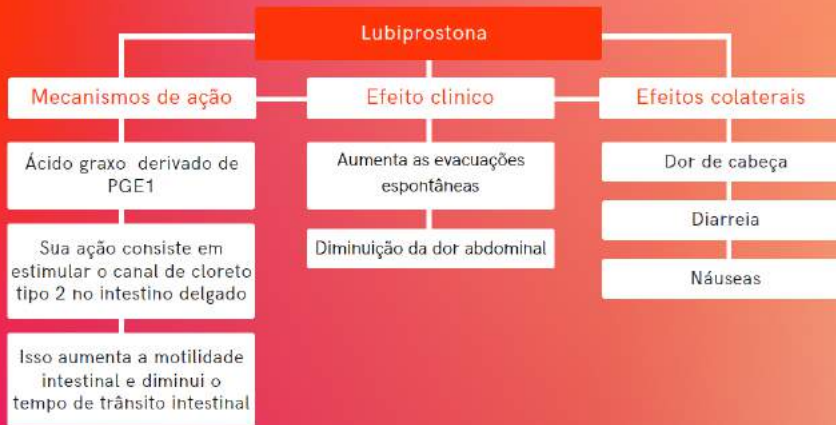 Lubiprostona
Mecanismos de ação
Ácido graxo derivado de
PGE1
Sua ação consiste em
estimular o canal de cloreto
tipo 2 no intestino delgado
Isso aumenta a motilidade
intestinal e diminui o
tempo de trânsito intestinal
Efeito clinico
Aumenta as evacuações
espontâneas
Diminuição da dor abdominal
Efeitos colaterais
Dor de cabeça
Diarreia
Náuseas